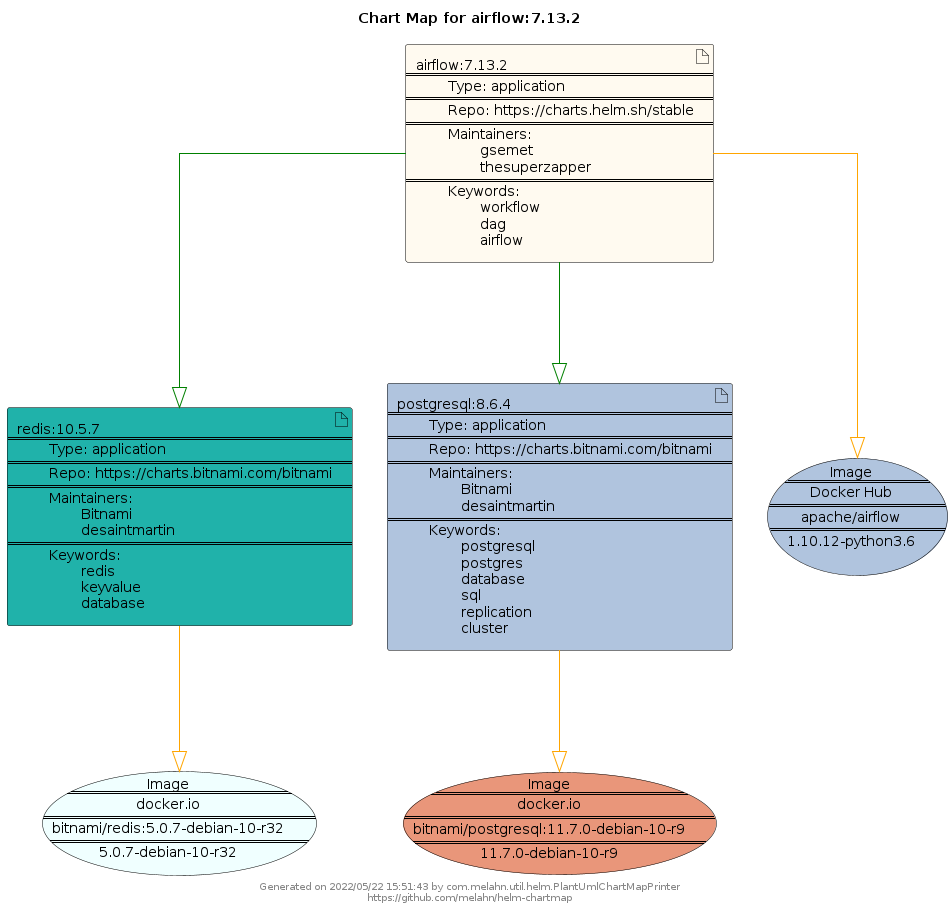 Chart Map for airflow:7.13.2
airflow:7.13.2
Type: application
Repo: https://charts.helm.sh/stable
Maintainers:
gsemet
thesuperzapper
Keywords:
workflow
dag
airflow
redis:10.5.7
Type: application
Repo: https://charts.bitnami.com/bitnami
Maintainers:
Bitnami
desaintmartin
Keywords:
redis
keyvalue
database
postgresql:8.6.4
Type: application
Repo: https://charts.bitnami.com/bitnami
Maintainers:
Bitnami
desaintmartin
Keywords:
postgresql
postgres
database
sql
replication
cluster
Image
Docker Hub
apache/airflow
1.10.12-python3.6
Image
docker.io
bitnami/redis:5.0.7-debian-10-r32
5.0.7-debian-10-r32
Image
docker.io
bitnami/postgresql:11.7.0-debian-10-r9
11.7.0-debian-10-r9
Generated on 2022/05/22 15:51:43 by com.melahn.util.helm.PlantUmlChartMapPrinter
https://github.com/melahn/helm-chartmap